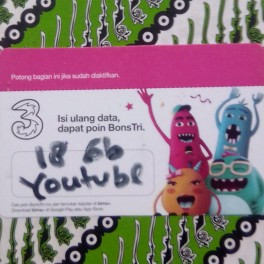 Potong bagian ini jika sudah diaktifkan.
3
Isi ulang data,
dapat poin BonsTri.
18 Gb
Youtube